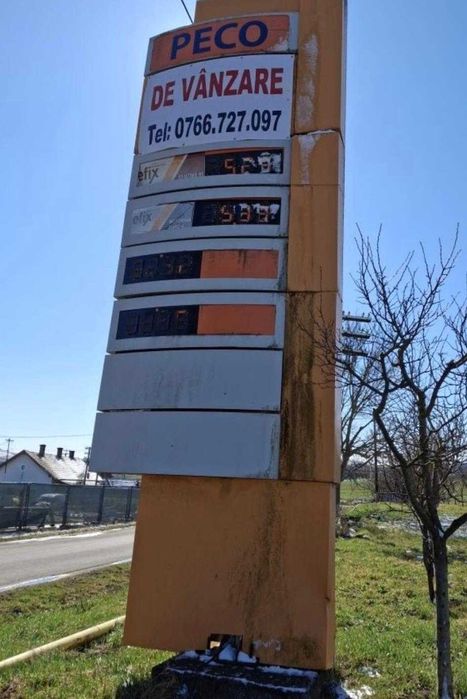 PECO
DE VÂNZARE
Tel: 0766.727.097
efix
efix